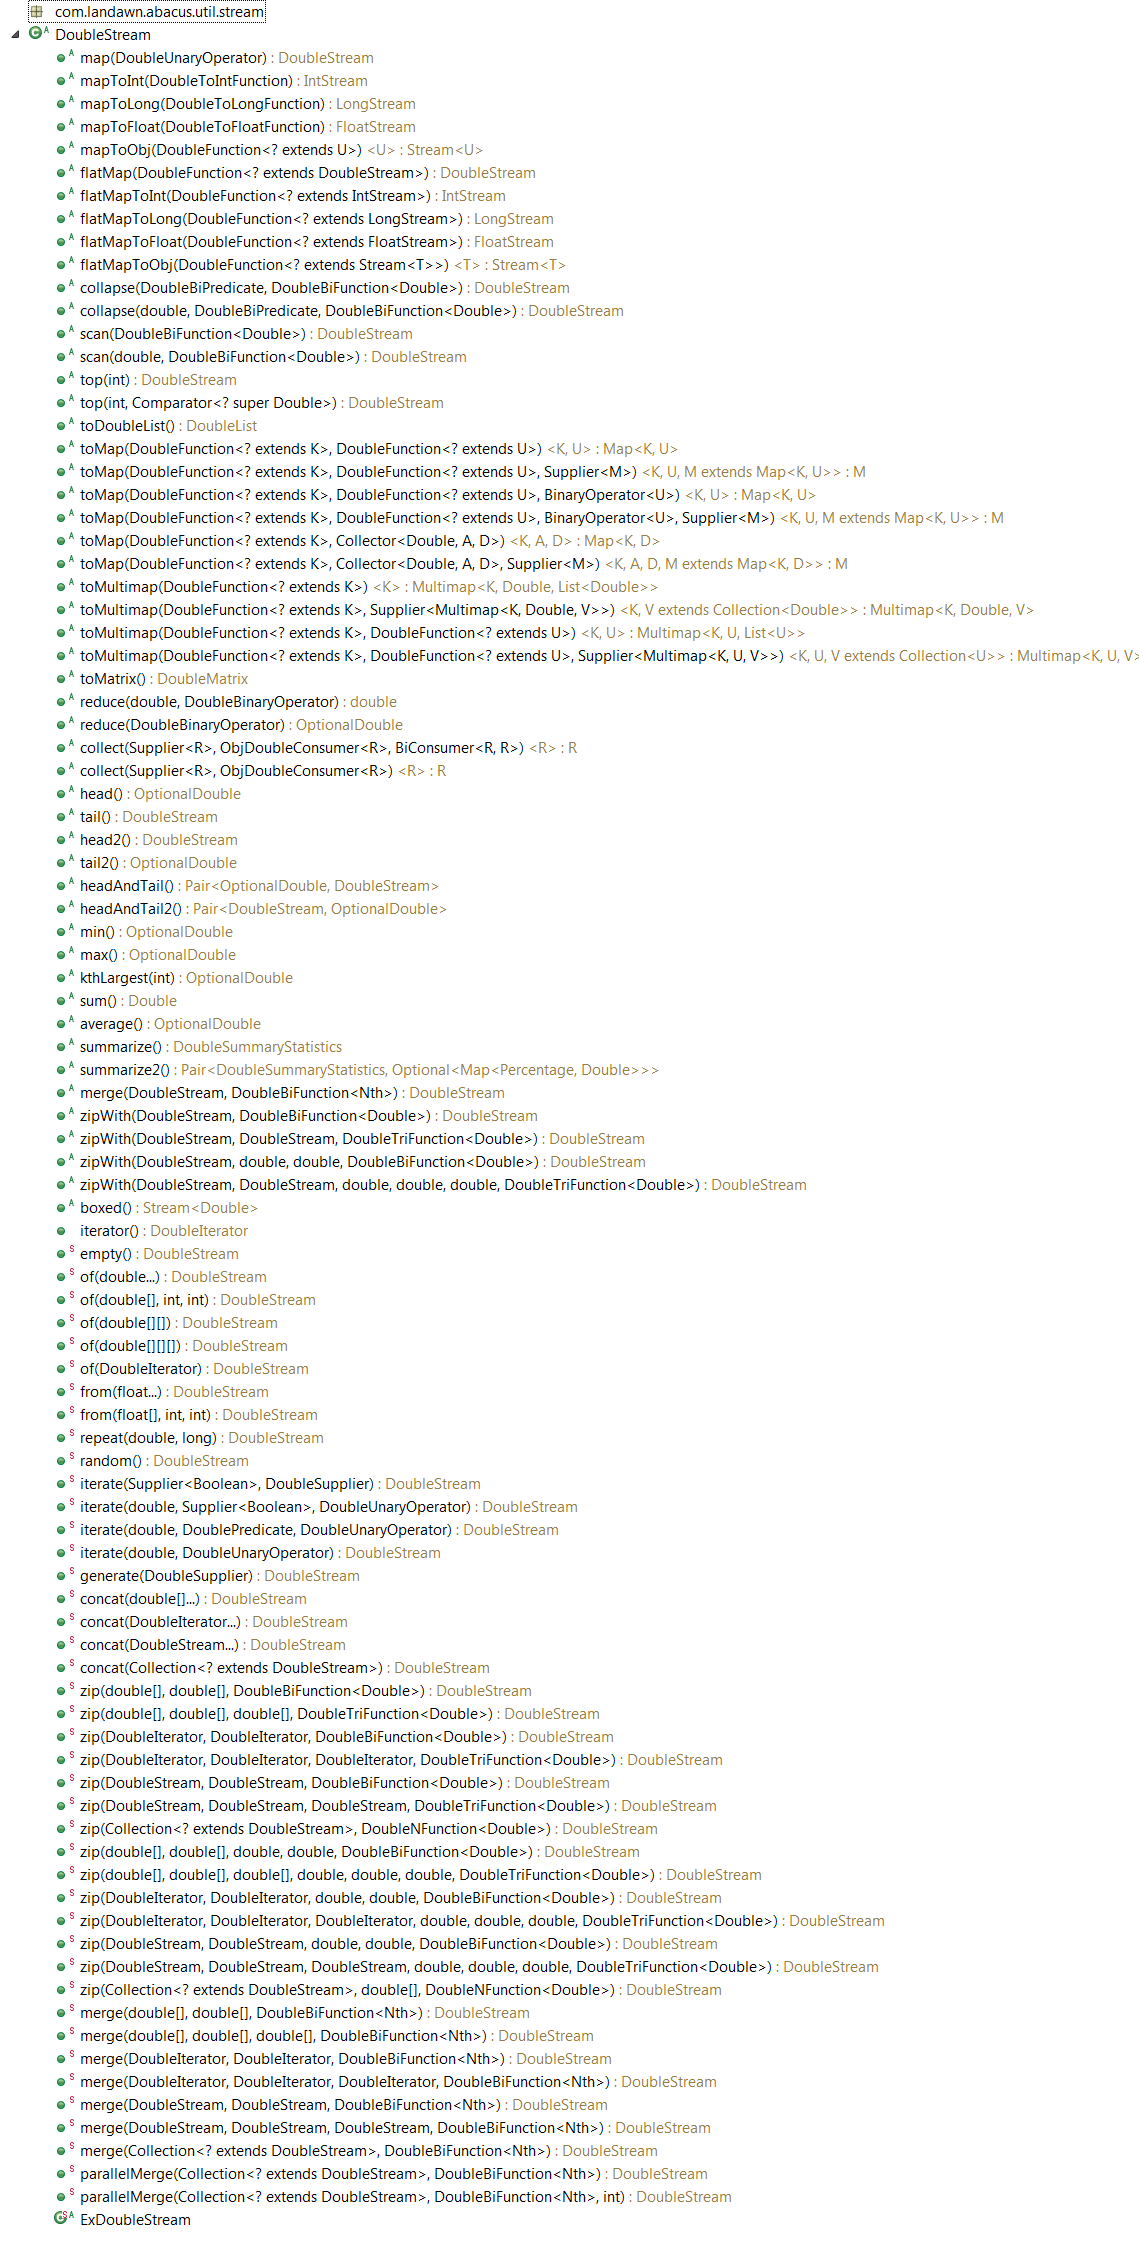 com.landawn.abacus.util.stream
DoubleStream
map(DoubleUnaryOperator) : DoubleStream
mapToInt(DoubleToIntFunction) : IntStream
mapToLong(DoubleToLongFunction) : LongStream
mapToFloat(DoubleToFloatFunction) : FloatStream
mapToObj(DoubleFunction<? extends U>) <U> : Stream<U>
flatMap(DoubleFunction<? extends DoubleStream>) : DoubleStream
flatMapToInt(DoubleFunction<? extends IntStream>) : IntStream
flatMapToLong(DoubleFunction<? extends LongStream>) : LongStream
flatMapToFloat(DoubleFunction<? extends FloatStream>) : FloatStream
flatMapToObj(DoubleFunction<? extends Stream<T>>) <T> : Stream<T>
collapse(DoubleBiPredicate, DoubleBiFunction<Double>) : DoubleStream
collapse(double, DoubleBiPredicate, DoubleBiFunction<Double>) : DoubleStream
scan(DoubleBiFunction<Double>) : DoubleStream
scan(double, DoubleBiFunction<Double>) : DoubleStream
top(int) : DoubleStream
top(int, Comparator<? super Double>) : DoubleStream
toDoubleList() : DoubleList
toMap(DoubleFunction<? extends K>, DoubleFunction<? extends U>) <K, U> : Map<K, U>
toMap(DoubleFunction<? extends K>, DoubleFunction<? extends U>, Supplier<M>) <K, U, M extends Map<K, U>> : M
toMap(DoubleFunction<? extends K>, DoubleFunction<? extends U>, BinaryOperator<U>) <K, U> : Map<K, U>
toMap(DoubleFunction<? extends K>, DoubleFunction<? extends U>, BinaryOperator<U>, Supplier<M>) <K, U, M extends Map<K, U>> : M
toMap(DoubleFunction<? extends K>, Collector<Double, A, D>) <K, A, D> : Map<K, D>
toMap(DoubleFunction<? extends K>, Collector<Double, A, D>, Supplier<M>) <K, A, D, M extends Map<K, D>> : M
toMultimap(DoubleFunction<? extends K>) <K> : Multimap<K, Double, List<Double>>
toMultimap(DoubleFunction<? extends K>, Supplier<Multimap<K, Double, V>>) <K, V extends Collection<Double>> : Multimap<K, Double, V>
toMultimap(DoubleFunction<? extends K>, DoubleFunction<? extends U>) <K, U> : Multimap<K, U, List<U>>
toMultimap(DoubleFunction<? extends K>, DoubleFunction<? extends U>, Supplier<Multimap<K, U, V>>) <K, U, V extends Collection<U>> : Multimap<K, U, V>
toMatrix() : DoubleMatrix
reduce(double, DoubleBinaryOperator) : double
reduce(DoubleBinaryOperator) : OptionalDouble
collect(Supplier<R>, ObjDoubleConsumer<R>, BiConsumer<R, R>) <R> : R
collect(Supplier<R>, ObjDoubleConsumer<R>) <R> : R
head() : OptionalDouble
tail() : DoubleStream
head2() : DoubleStream
tail2() : OptionalDouble
headAndTail() : Pair<OptionalDouble, DoubleStream>
headAndTail2() : Pair<DoubleStream, OptionalDouble>
min() : OptionalDouble
max() : OptionalDouble
kthLargest(int) : OptionalDouble
sum() : Double
average() : OptionalDouble
summarize() : DoubleSummaryStatistics
summarize2() : Pair<DoubleSummaryStatistics, Optional<Map<Percentage, Double>>>
merge(DoubleStream, DoubleBiFunction<Nth>) : DoubleStream
zipWith(DoubleStream, DoubleBiFunction<Double>) : DoubleStream
zipWith(DoubleStream, DoubleStream, DoubleTriFunction<Double>) : DoubleStream
zipWith(DoubleStream, double, double, DoubleBiFunction<Double>) : DoubleStream
zipWith(DoubleStream, DoubleStream, double, double, double, DoubleTriFunction<Double>) : DoubleStream
boxed() : Stream<Double>
iterator() : DoubleIterator
empty() : DoubleStream
of(double...) : DoubleStream
of(double[], int, int) : DoubleStream
of(double[][]) : DoubleStream
of(double[][][]) : DoubleStream
of(DoubleIterator) : DoubleStream
from(float...) : DoubleStream
from(float[], int, int) : DoubleStream
repeat(double, long) : DoubleStream
random() : DoubleStream
iterate(Supplier<Boolean>, DoubleSupplier) : DoubleStream
iterate(double, Supplier<Boolean>, DoubleUnaryOperator) : DoubleStream
iterate(double, DoublePredicate, DoubleUnaryOperator) : DoubleStream
iterate(double, DoubleUnaryOperator) : DoubleStream
generate(DoubleSupplier) : DoubleStream
concat(double[]...) : DoubleStream
concat(DoubleIterator...) : DoubleStream
concat(DoubleStream...) : DoubleStream
concat(Collection<? extends DoubleStream>) : DoubleStream
zip(double[], double[], DoubleBiFunction<Double>) : DoubleStream
zip(double[], double[], double[], DoubleTriFunction<Double>) : DoubleStream
zip(DoubleIterator, DoubleIterator, DoubleBiFunction<Double>) : DoubleStream
zip(DoubleIterator, DoubleIterator, DoubleIterator, DoubleTriFunction<Double>) : DoubleStream
zip(DoubleStream, DoubleStream, DoubleBiFunction<Double>) : DoubleStream
zip(DoubleStream, DoubleStream, DoubleStream, DoubleTriFunction<Double>) : DoubleStream
zip(Collection<? extends DoubleStream>, DoubleNFunction<Double>) : DoubleStream
zip(double[], double[], double, double, DoubleBiFunction<Double>) : DoubleStream
zip(double[], double[], double[], double, double, double, DoubleTriFunction<Double>) : DoubleStream
zip(DoubleIterator, DoubleIterator, double, double, DoubleBiFunction<Double>) : DoubleStream
zip(DoubleIterator, DoubleIterator, DoubleIterator, double, double, double, DoubleTriFunction<Double>) : DoubleStream
zip(DoubleStream, DoubleStream, double, double, DoubleBiFunction<Double>) : DoubleStream
zip(DoubleStream, DoubleStream, DoubleStream, double, double, double, DoubleTriFunction<Double>) : DoubleStream
zip(Collection<? extends DoubleStream>, double[], DoubleNFunction<Double>) : DoubleStream
merge(double[], double[], DoubleBiFunction<Nth>) : DoubleStream
merge(double[], double[], double[], DoubleBiFunction<Nth>) : DoubleStream
merge(DoubleIterator, DoubleIterator, DoubleBiFunction<Nth>) : DoubleStream
merge(DoubleIterator, DoubleIterator, DoubleIterator, DoubleBiFunction<Nth>) : DoubleStream
merge(DoubleStream, DoubleStream, DoubleBiFunction<Nth>) : DoubleStream
merge(DoubleStream, DoubleStream, DoubleStream, DoubleBiFunction<Nth>) : DoubleStream
merge(Collection<? extends DoubleStream>, DoubleBiFunction<Nth>) : DoubleStream
parallelMerge(Collection<? extends DoubleStream>, DoubleBiFunction<Nth>) : DoubleStream
parallelMerge(Collection<? extends DoubleStream>, DoubleBiFunction<Nth>, int) : DoubleStream
ExDoubleStream